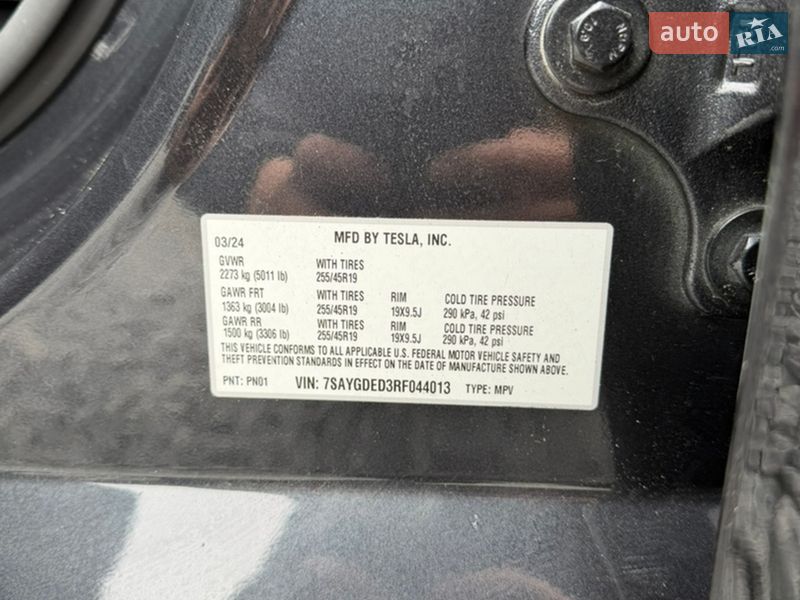 auto RIA
.com
03/24 MFD BY TESLA, INC.
GVWR WITH TIRES
2273 kg (5011 lb) 255/45R19
GAWR FRT WITH TIRES RIM COLD TIRE PRESSURE
1363 kg (3004 lb) 255/45R19 19X9.5J 290 kPa, 42 psi
GAWR RR WITH TIRES RIM COLD TIRE PRESSURE
1500 kg (3306 lb) 255/45R19 19X9.5J 290 kPa, 42 psi
THIS VEHICLE CONFORMS TO ALL APPLICABLE U.S. FEDERAL MOTOR VEHICLE SAFETY AND
THEFT PREVENTION STANDARDS IN EFFECT ON THE DATE OF MANUFACTURE SHOWN ABOVE.
PNT: PN01 VIN: 7SAYGDED3RF044013 TYPE: MPV